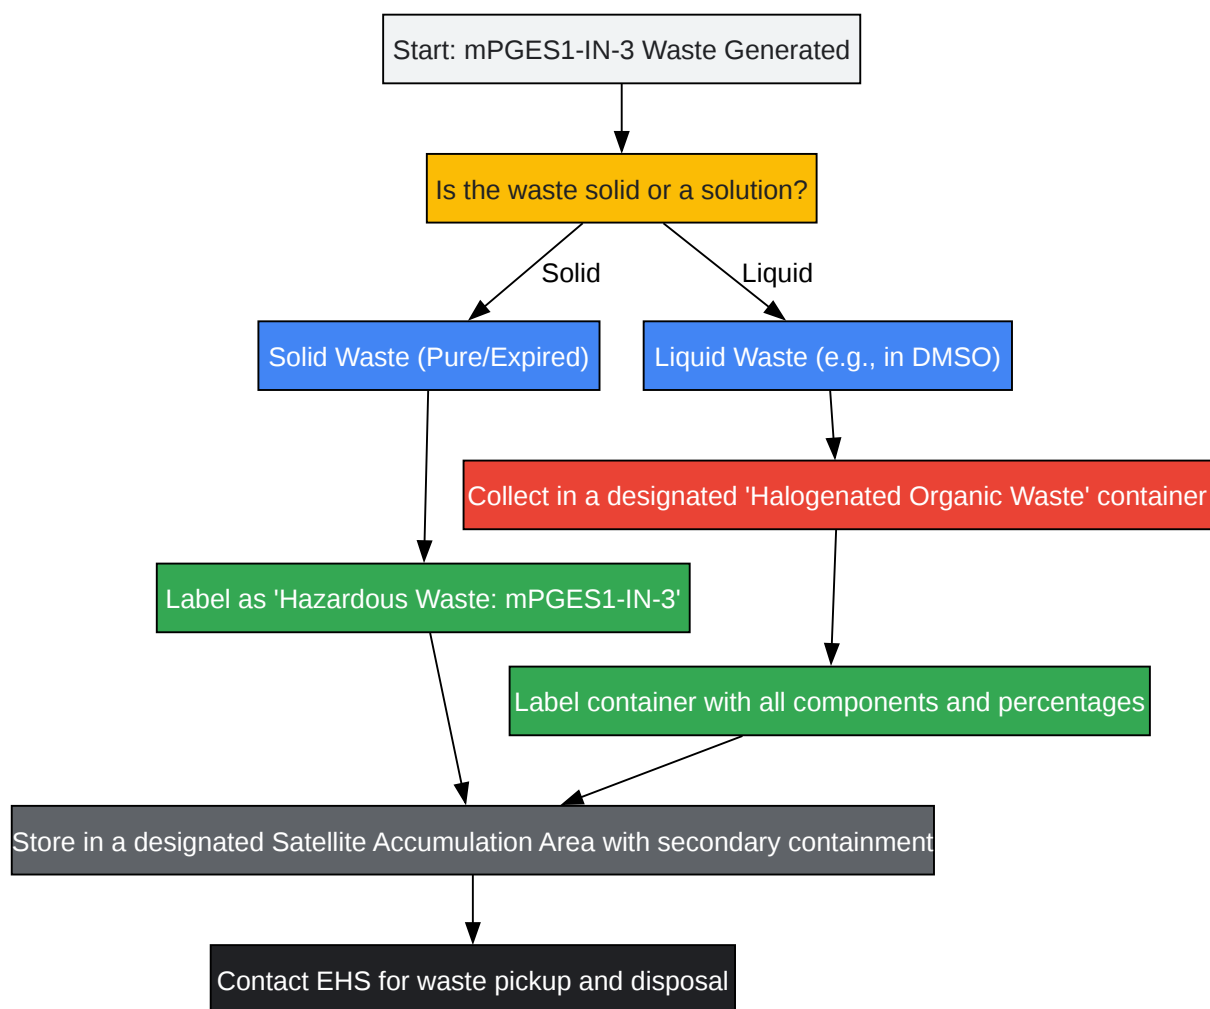 Start: mPGES1-IN-3 Waste Generated
Is the waste solid or a solution?
Solid
Liquid
Solid Waste (Pure/Expired)
Liquid Waste (e.g., in DMSO)
Collect in a designated 'Halogenated Organic Waste' container
Label as 'Hazardous Waste: mPGES1-IN-3'
Label container with all components and percentages
Store in a designated Satellite Accumulation Area with secondary containment
Contact EHS for waste pickup and disposal